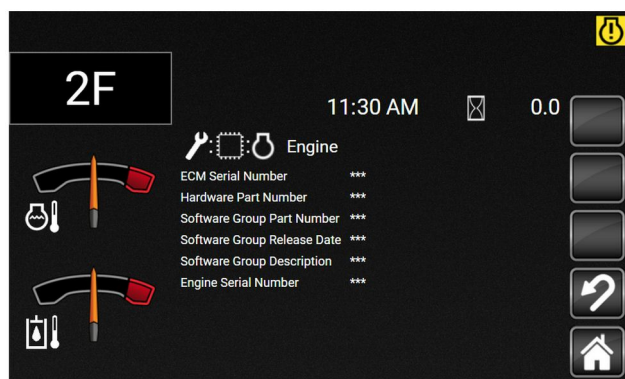 2F
11:30 AM 0.0
Engine
ECM Serial Number ***
Hardware Part Number ***
Software Group Part Number ***
Software Group Release Date ***
Software Group Description ***
Engine Serial Number ***